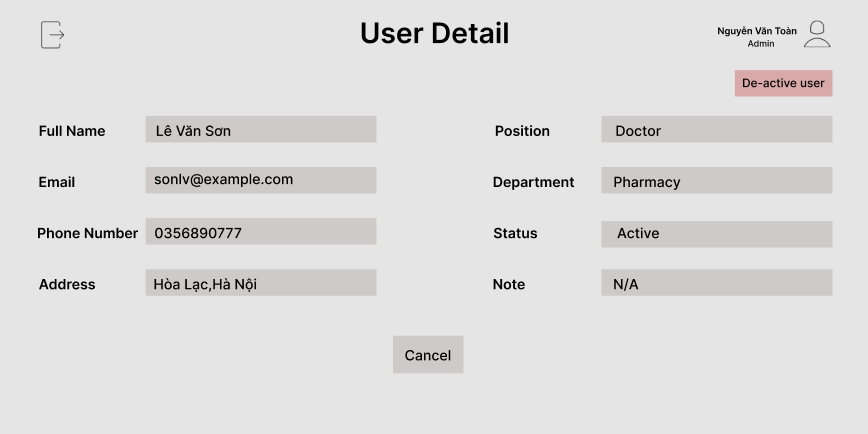 User Detail
Nguyễn Văn Toàn
Admin
De-active user
Full Name
Lê Văn Sơn
Position
Doctor
Email
sonlv@example.com
Department
Pharmacy
Phone Number
0356890777
Status
Active
Address
Hòa Lạc,Hà Nội
Note
N/A
Cancel